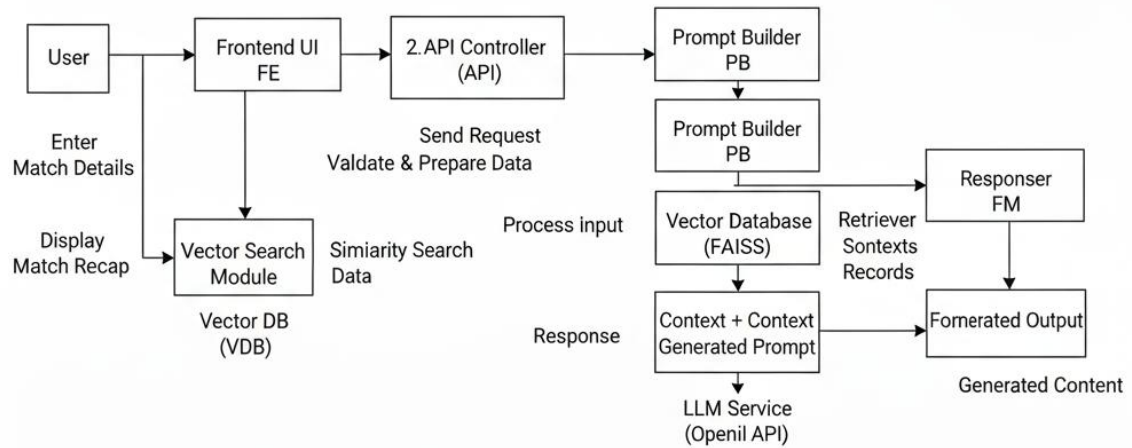 User
Frontend UI
FE
2.API Controller
(API)
Prompt Builder
PB
Enter
Match Details
Send Request
Valdate & Prepare Data
Prompt Builder
PB
Responser
FM
Display
Match Recap
Vector Search
Module
Simiarity Search
Data
Process input
Vector Database
(FAISS)
Retriever
Sontexts
Records
Vector DB
(VDB)
Response
Context + Context
Generated Prompt
Fornerated Output
Generated Content
LLM Service
(Openil API)